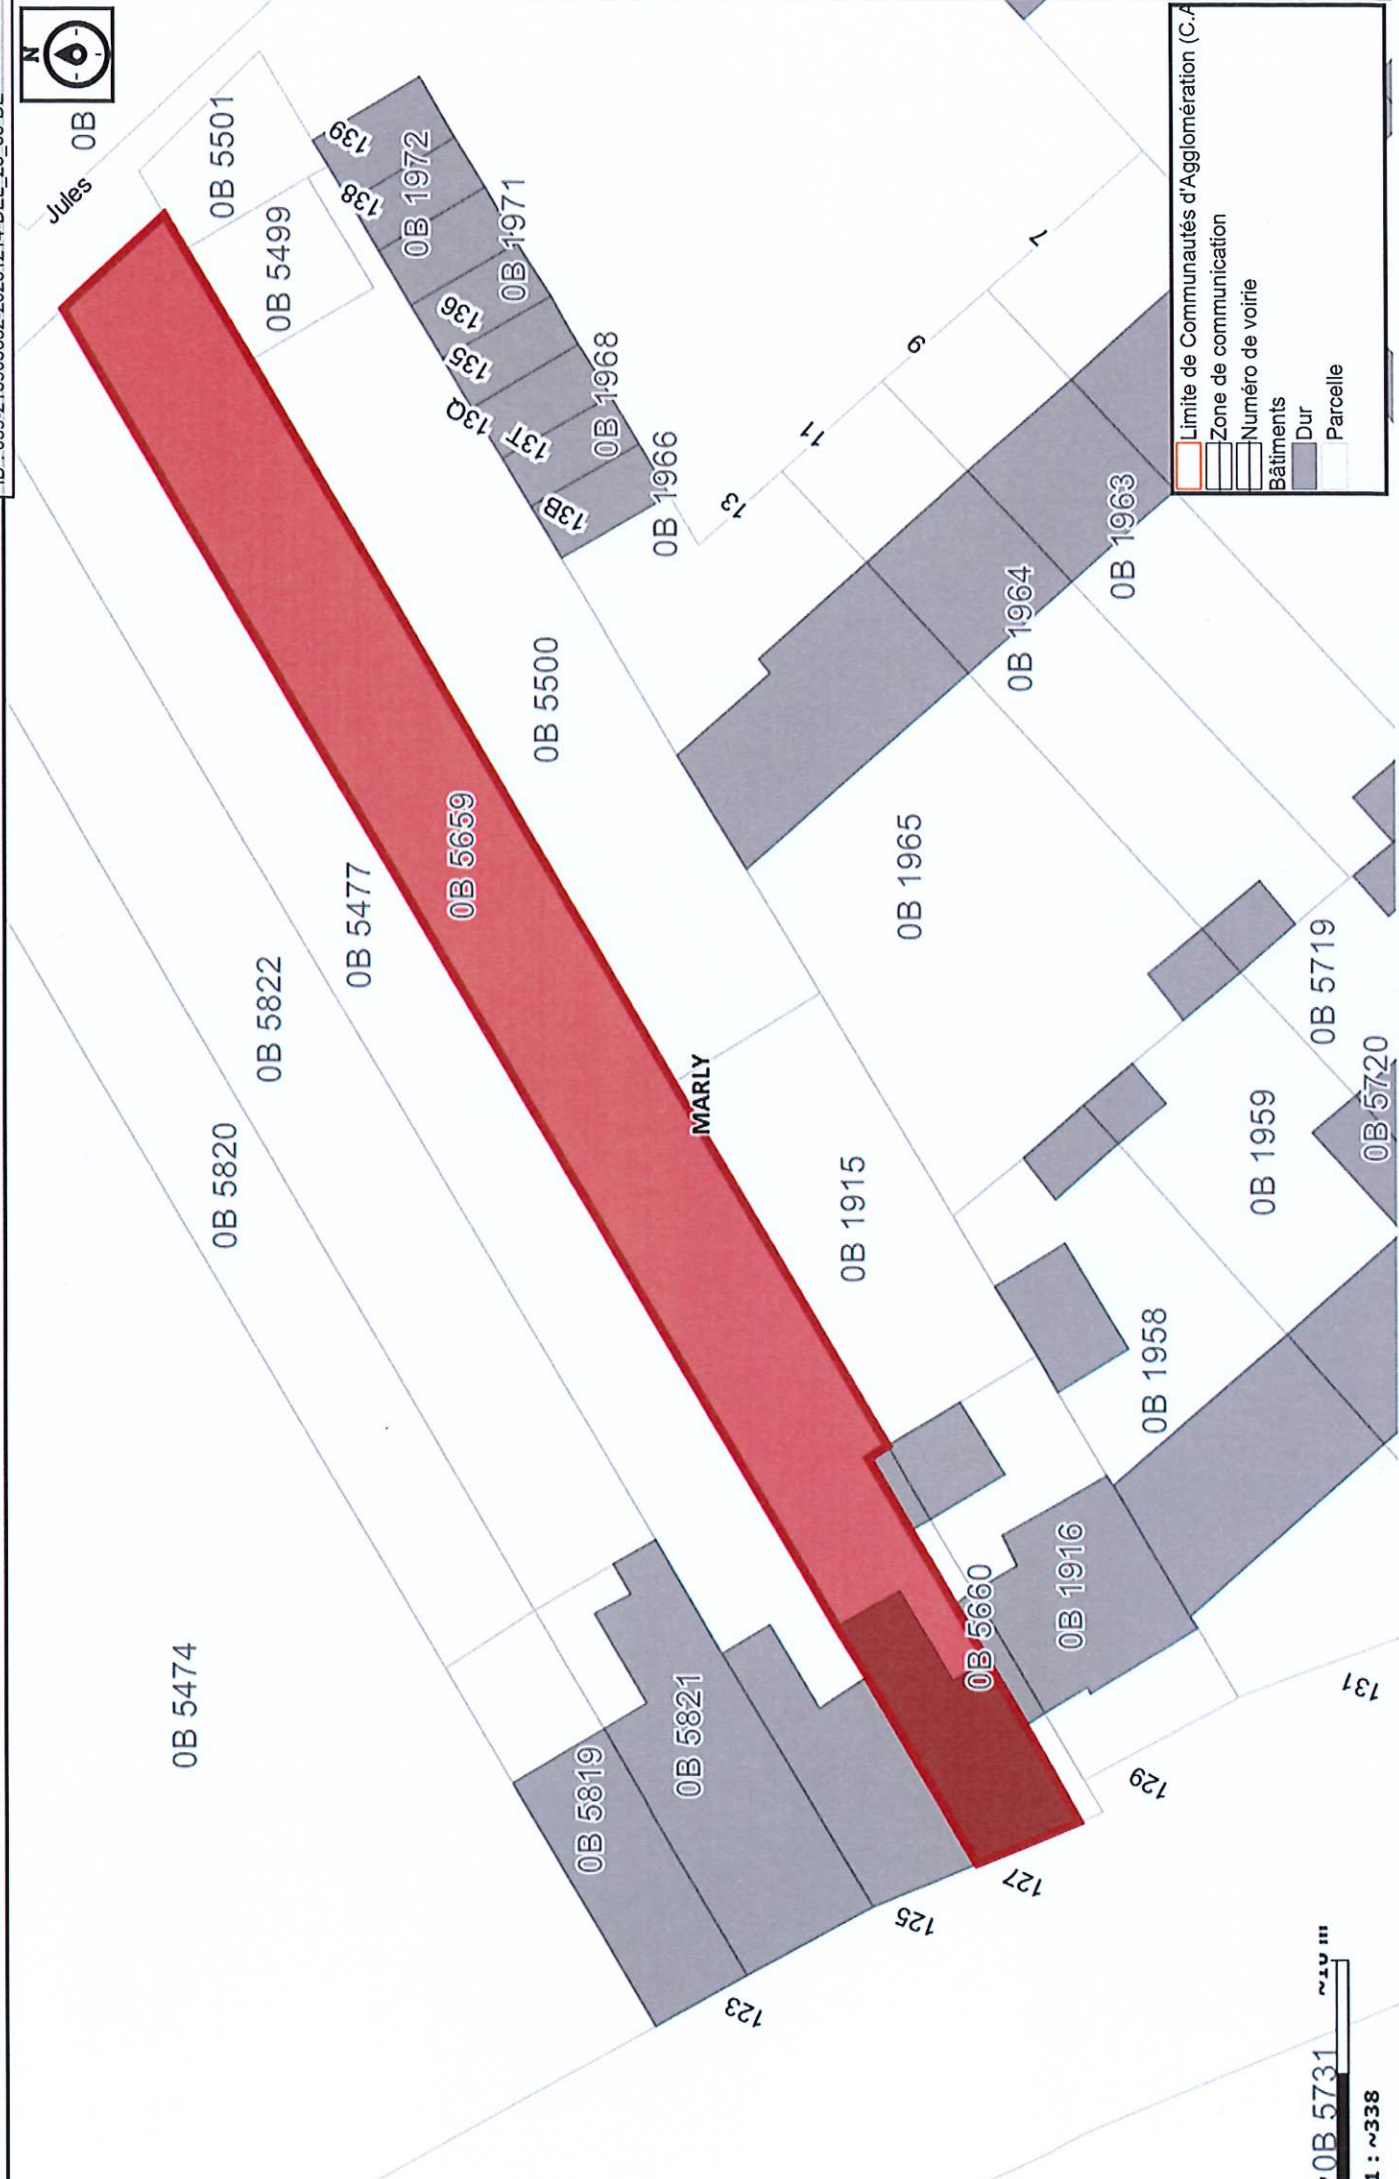 N
0B
Jules
0B 5501
0B 5499
139
138
0B 1972
0B 1971
136
135
13Q
13T
0B 1968
13B
0B 1966
7
9
11
13
Limite de Communautés d'Agglomération (C.A
Zone de communication
Numéro de voirie
Bâtiments
Dur
Parcelle
0B 1963
0B 1964
0B 5500
0B 5659
0B 5477
0B 5822
0B 5820
0B 1965
0B 5719
0B 5720
0B 1959
MARLY
0B 1915
0B 1958
0B 1916
0B 5660
0B 5474
0B 5821
0B 5819
131
129
127
125
123
0B 5731
1 : ~338